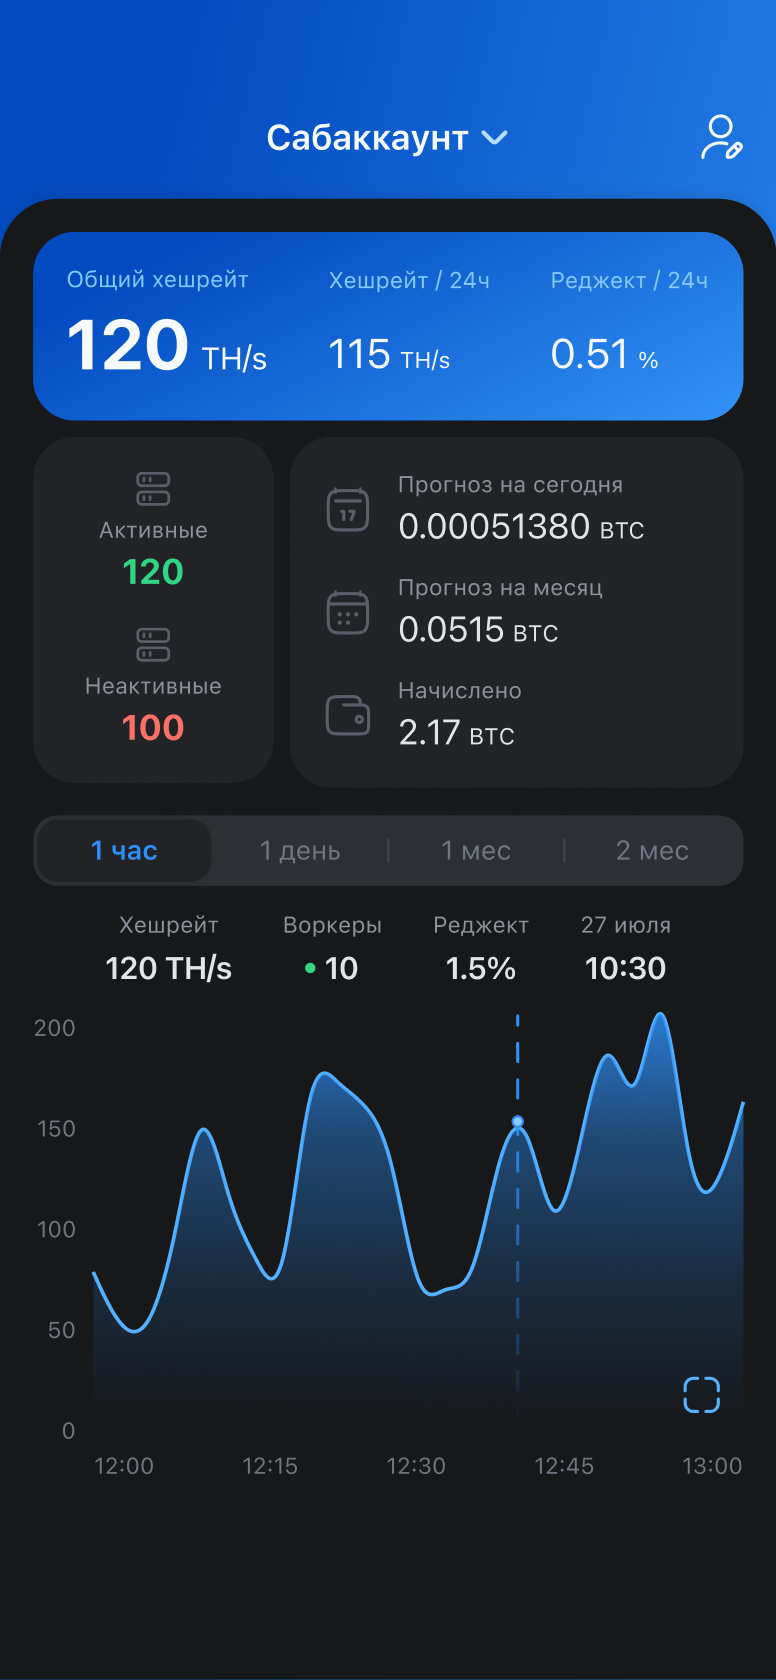 Сабаккаунт
Общий хешрейт
120 TH/s
Хешрейт / 24ч
115 TH/s
Реджект / 24ч
0.51 %
Активные
120
Неактивные
100
17
Прогноз на сегодня
0.00051380 BTC
Прогноз на месяц
0.0515 BTC
Начислено
2.17 BTC
1 час 1 день 1 мес 2 мес
Хешрейт Воркеры Реджект 27 июля
120 TH/s 10 1.5% 10:30
200
150
100
50
0
12:00 12:15 12:30 12:45 13:00